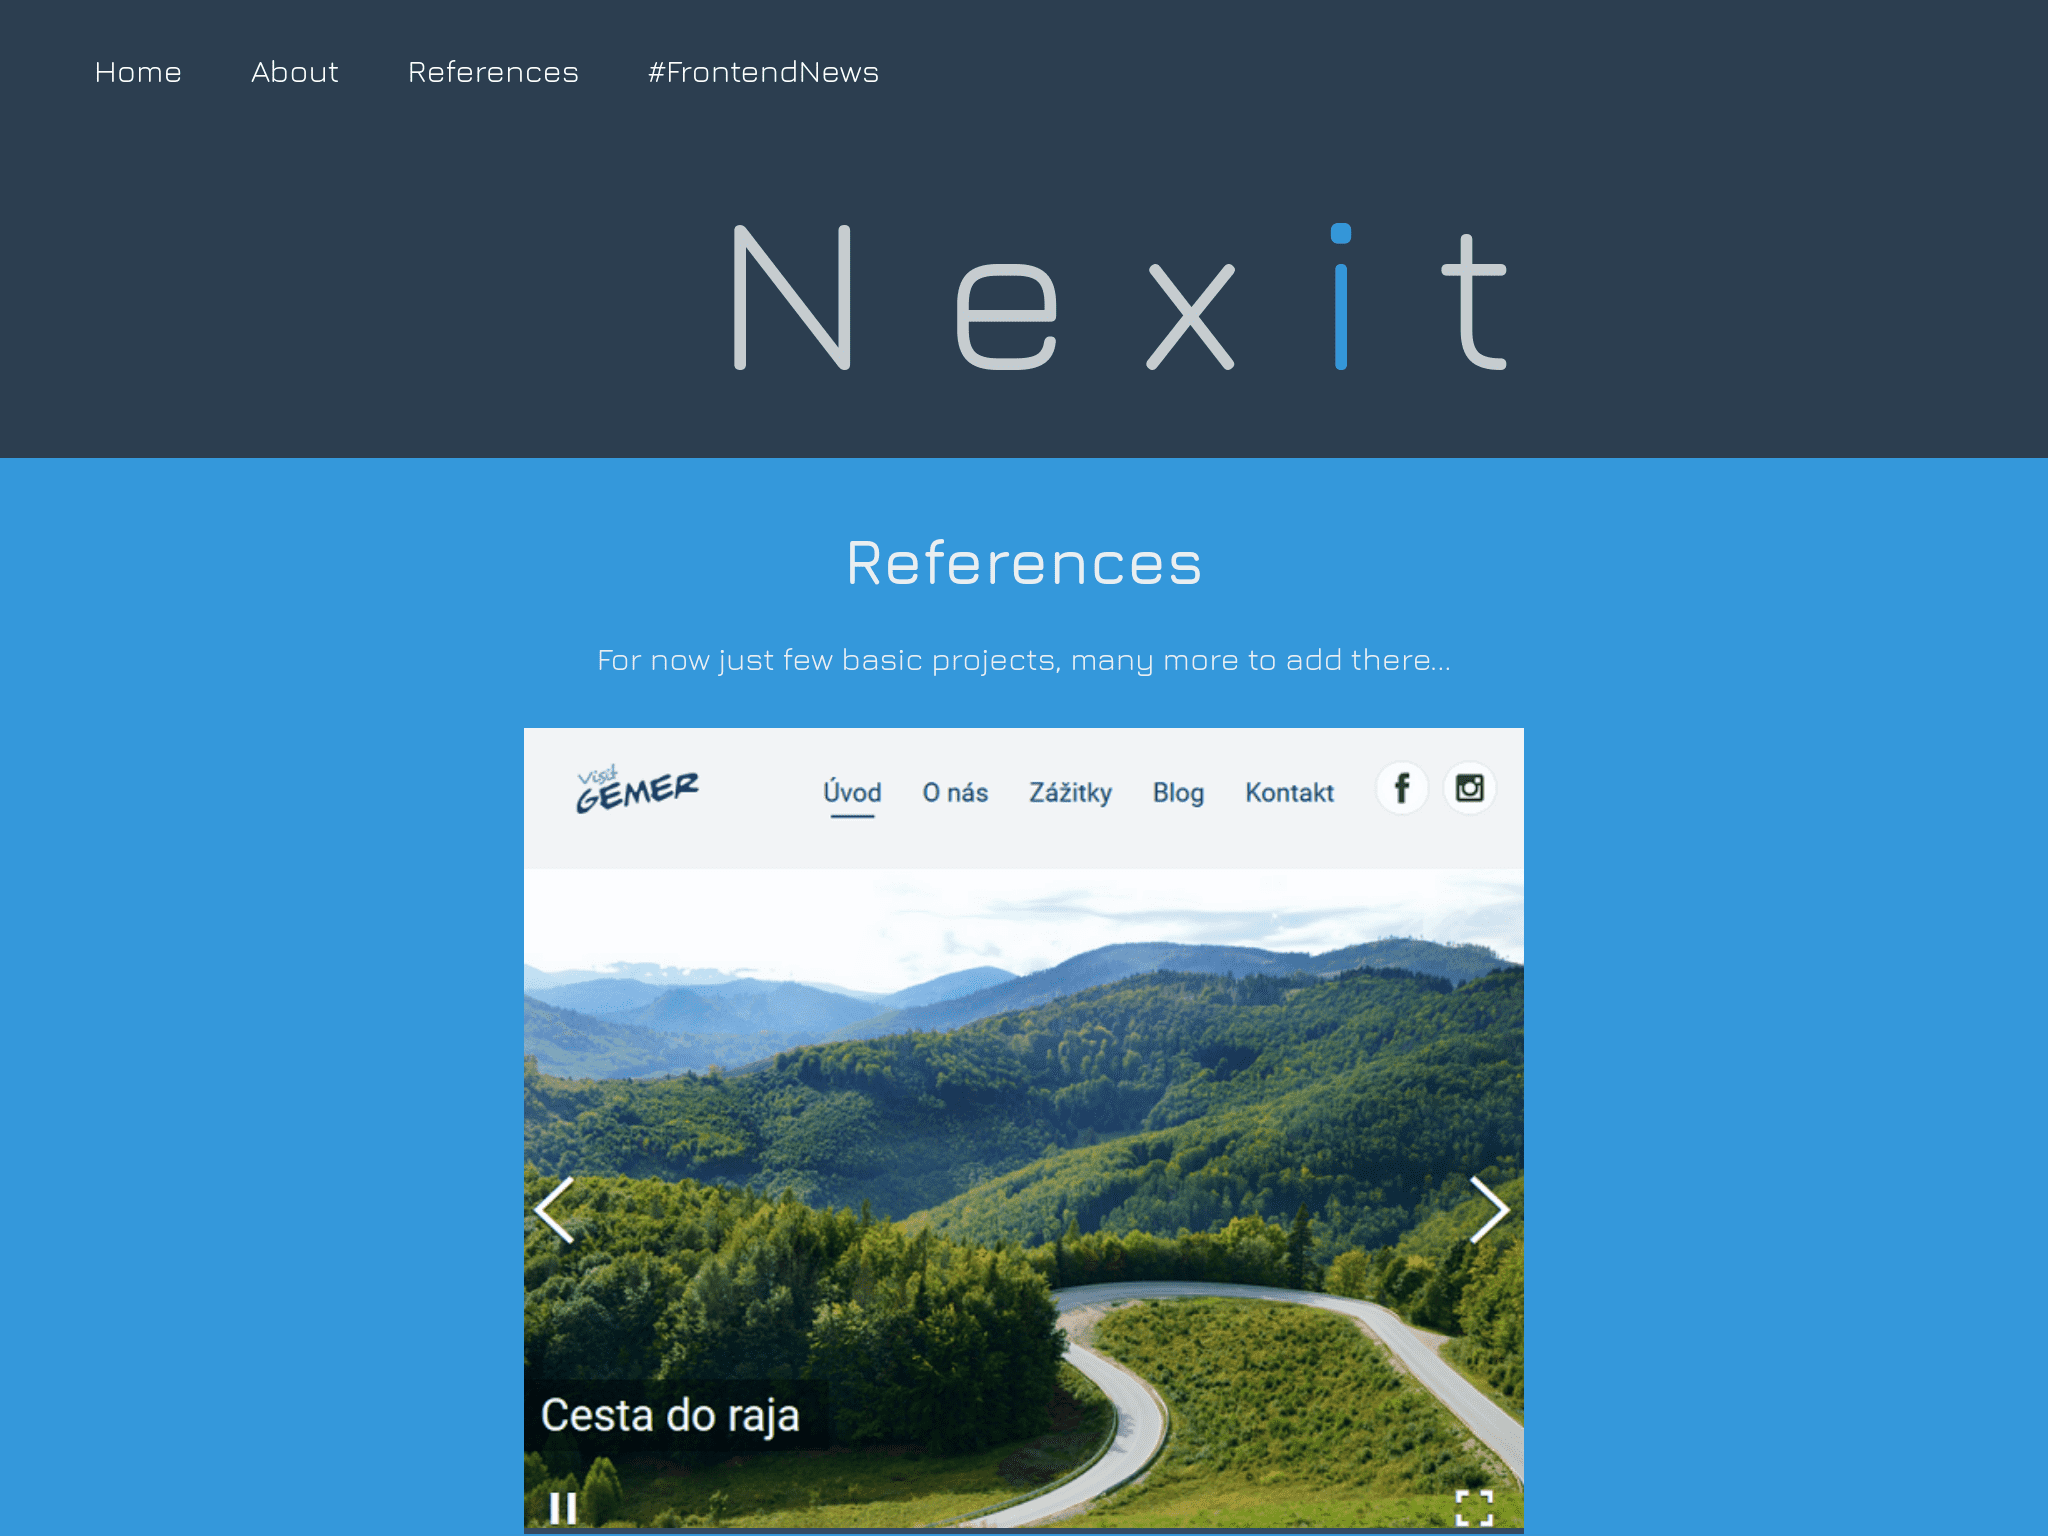 Home About References #FrontendNews
Nexit
References
For now just few basic projects, many more to add there...
Visit
GEMER
Úvod O nás Zážitky Blog Kontakt
Cesta do raja